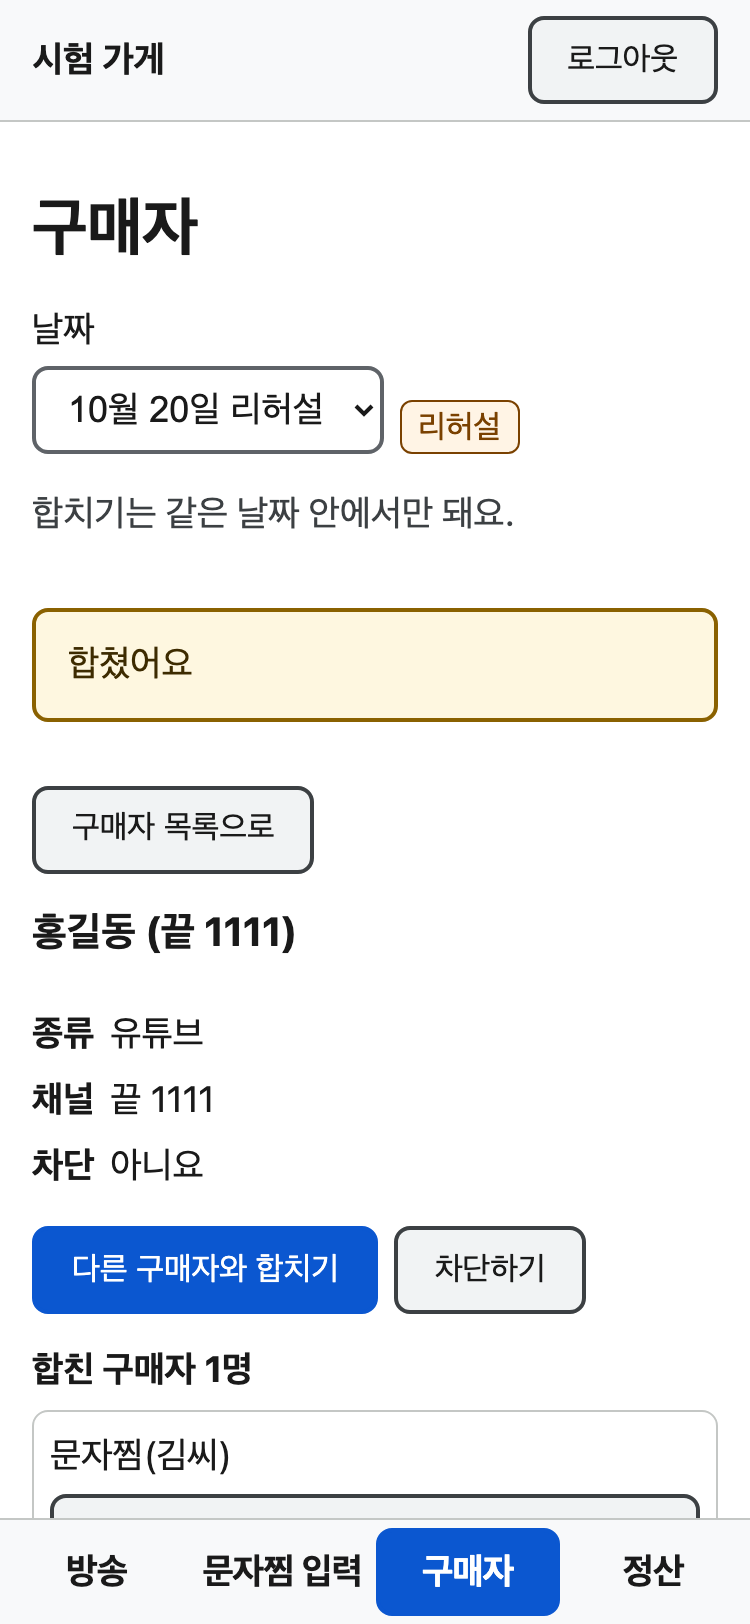 시험 가게
로그아웃
구매자
날짜
10월 20일 리허설
리허설
합치기는 같은 날짜 안에서만 돼요.
합쳤어요
구매자 목록으로
홍길동 (끝 1111)
종류 유튜브
채널 끝 1111
차단 아니요
다른 구매자와 합치기
차단하기
합친 구매자 1명
문자찜(김씨)
방송
문자찜 입력
구매자
정산